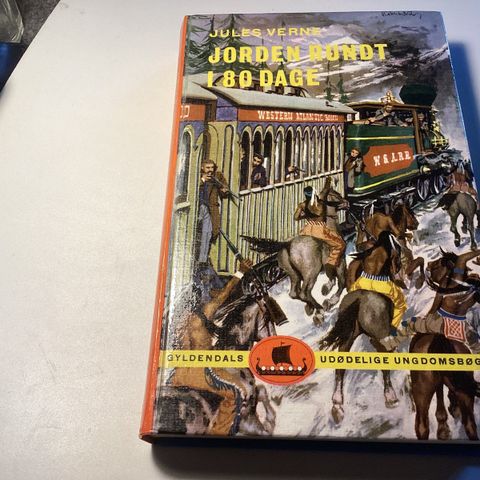 JULES VERNE
JORDEN RUNDT
I 80 DAGE
WESTERN ATLANTIC
GYLDENDALS UDØDELIGE UNGDOMSBØG